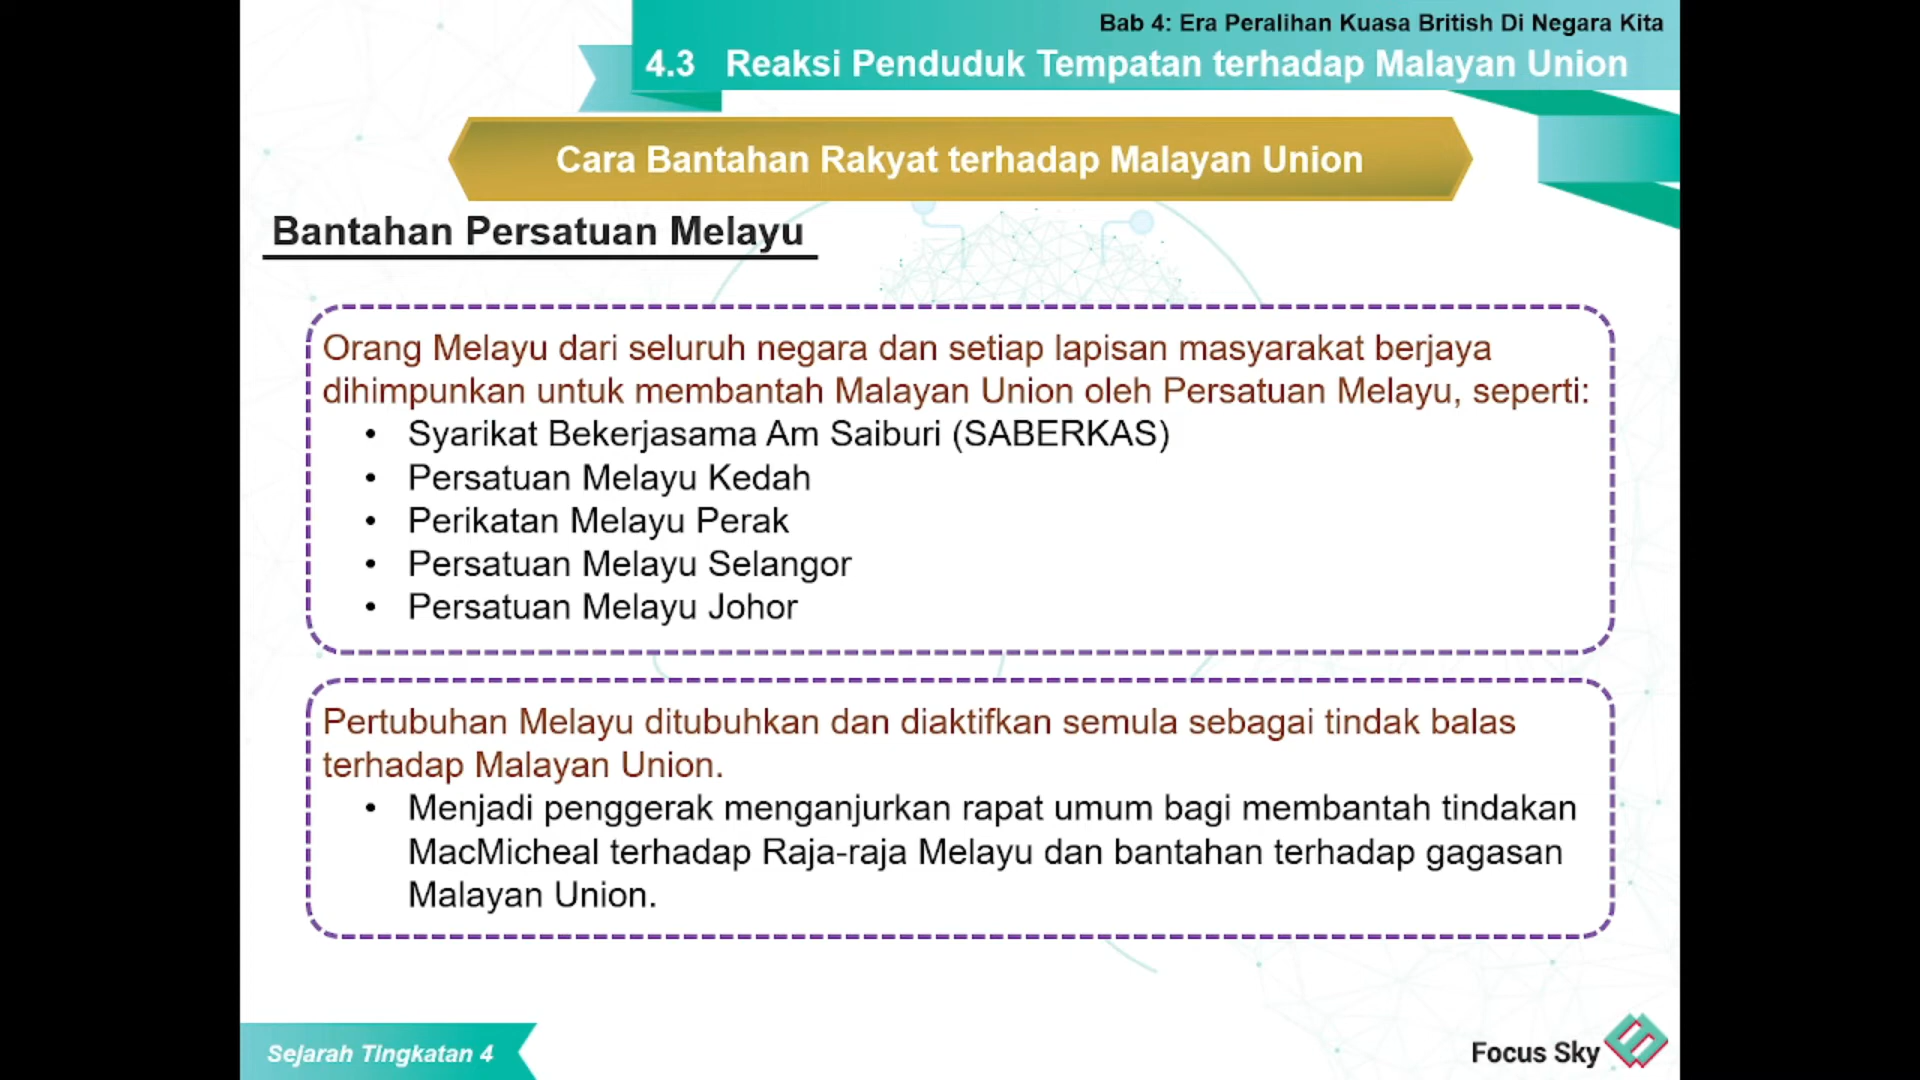 Bab 4: Era Peralihan Kuasa British Di Negara Kita
4.3 Reaksi Penduduk Tempatan terhadap Malayan Union
Cara Bantahan Rakyat terhadap Malayan Union
Bantahan Persatuan Melayu
Orang Melayu dari seluruh negara dan setiap lapisan masyarakat berjaya
dihimpunkan untuk membantah Malayan Union oleh Persatuan Melayu, seperti:
• Syarikat Bekerjasama Am Saiburi (SABERKAS)
• Persatuan Melayu Kedah
• Perikatan Melayu Perak
• Persatuan Melayu Selangor
• Persatuan Melayu Johor
Pertubuhan Melayu ditubuhkan dan diaktifkan semula sebagai tindak balas
terhadap Malayan Union.
• Menjadi penggerak menganjurkan rapat umum bagi membantah tindakan
MacMicheal terhadap Raja-raja Melayu dan bantahan terhadap gagasan
Malayan Union.
Sejarah TIngkatan 4
Focus Sky